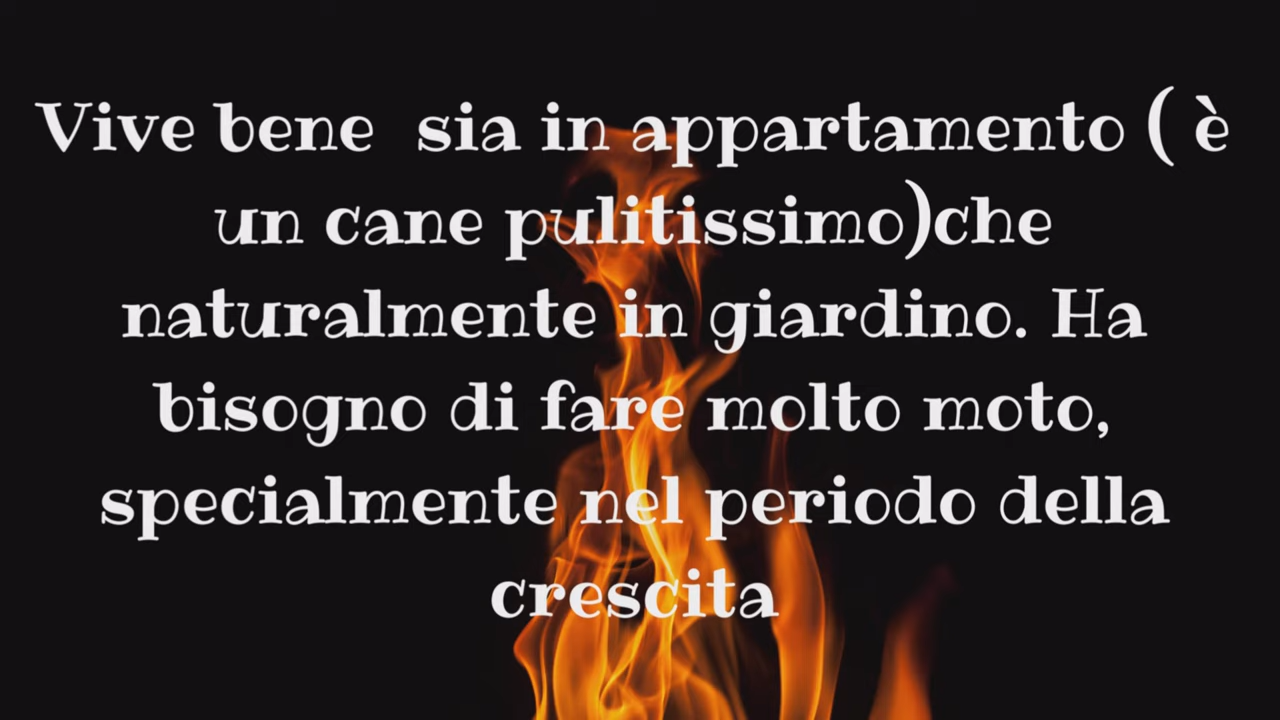 Vive bene  sia in appartamento ( è
un cane pulitissimo)che
naturalmente in giardino. Ha
bisogno di fare molto moto,
specialmente nel periodo della
crescita